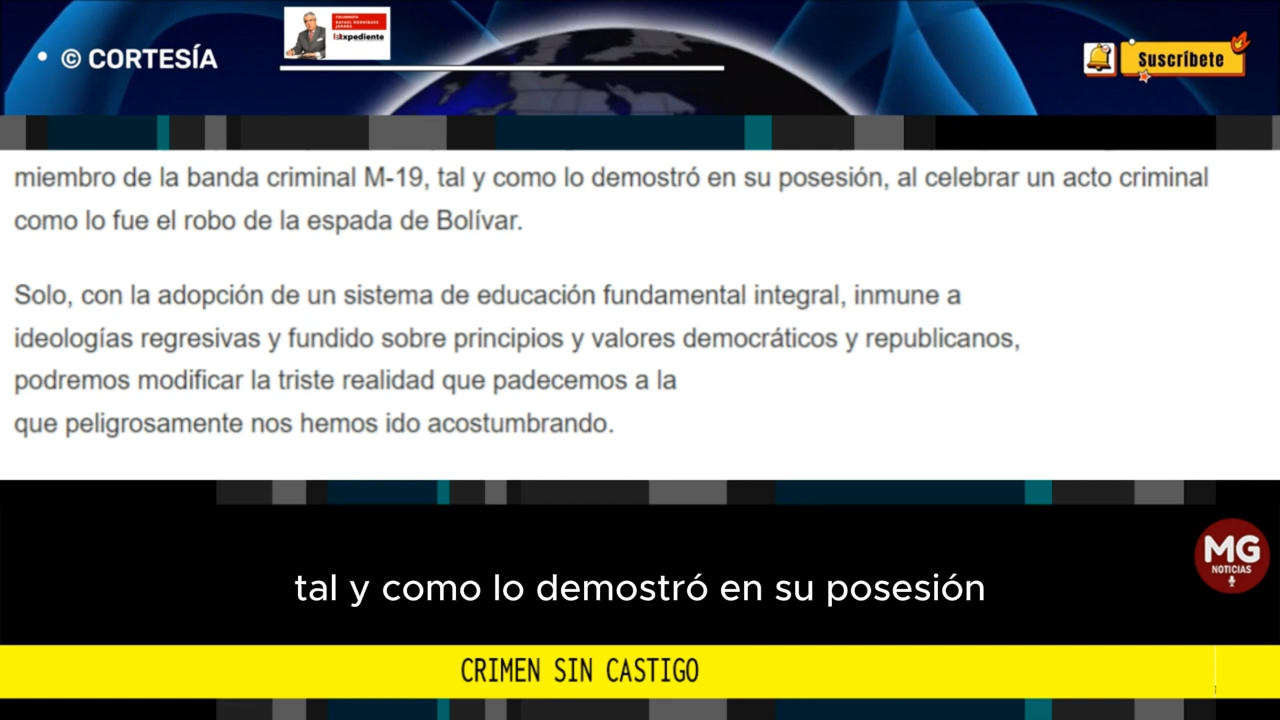 • © CORTESÍA
COLUMNISTA
RAFAEL RODRÍGUEZ
JARABA
Expediente
Suscríbete
miembro de la banda criminal M-19, tal y como lo demostró en su posesión, al celebrar un acto criminal
como lo fue el robo de la espada de Bolívar.
Solo, con la adopción de un sistema de educación fundamental integral, inmune a
ideologías regresivas y fundido sobre principios y valores democráticos y republicanos,
podremos modificar la triste realidad que padecemos a la
que peligrosamente nos hemos ido acostumbrando.
MG
NOTICIAS
tal y como lo demostró en su posesión
CRIMEN SIN CASTIGO